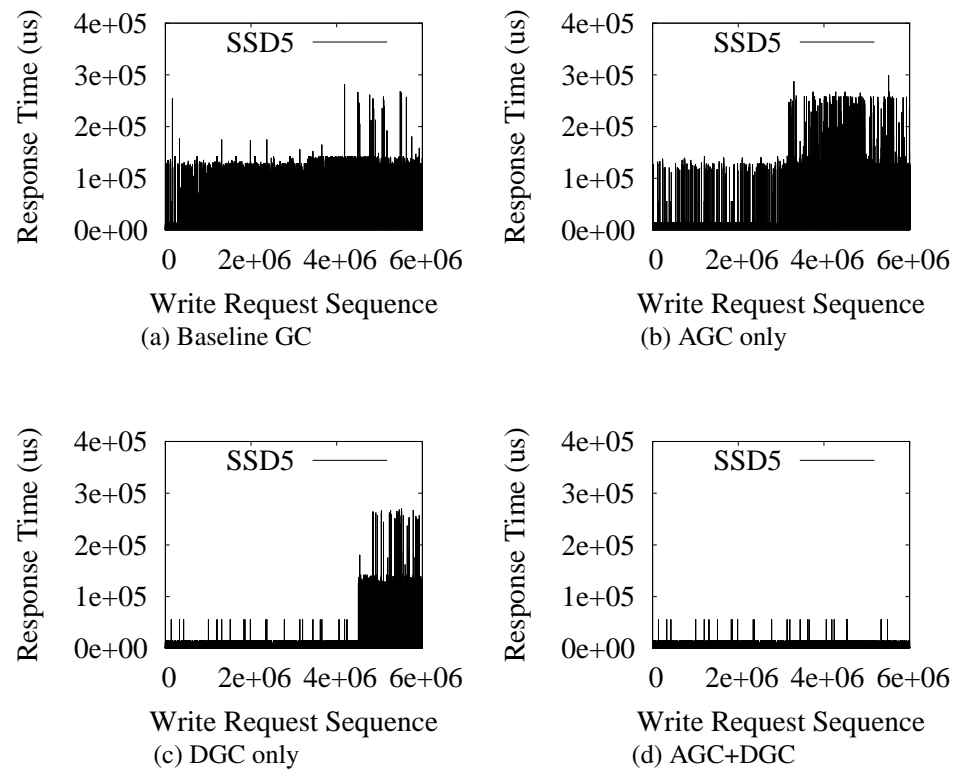 Response Time (us)
4e+05
3e+05
2e+05
1e+05
0e+00
SSD5
0 2e+06 4e+06 6e+06
Write Request Sequence
(a) Baseline GC
Response Time (us)
4e+05
3e+05
2e+05
1e+05
0e+00
SSD5
0 2e+06 4e+06 6e+06
Write Request Sequence
(b) AGC only
Response Time (us)
4e+05
3e+05
2e+05
1e+05
0e+00
SSD5
0 2e+06 4e+06 6e+06
Write Request Sequence
(c) DGC only
Response Time (us)
4e+05
3e+05
2e+05
1e+05
0e+00
SSD5
0 2e+06 4e+06 6e+06
Write Request Sequence
(d) AGC+DGC